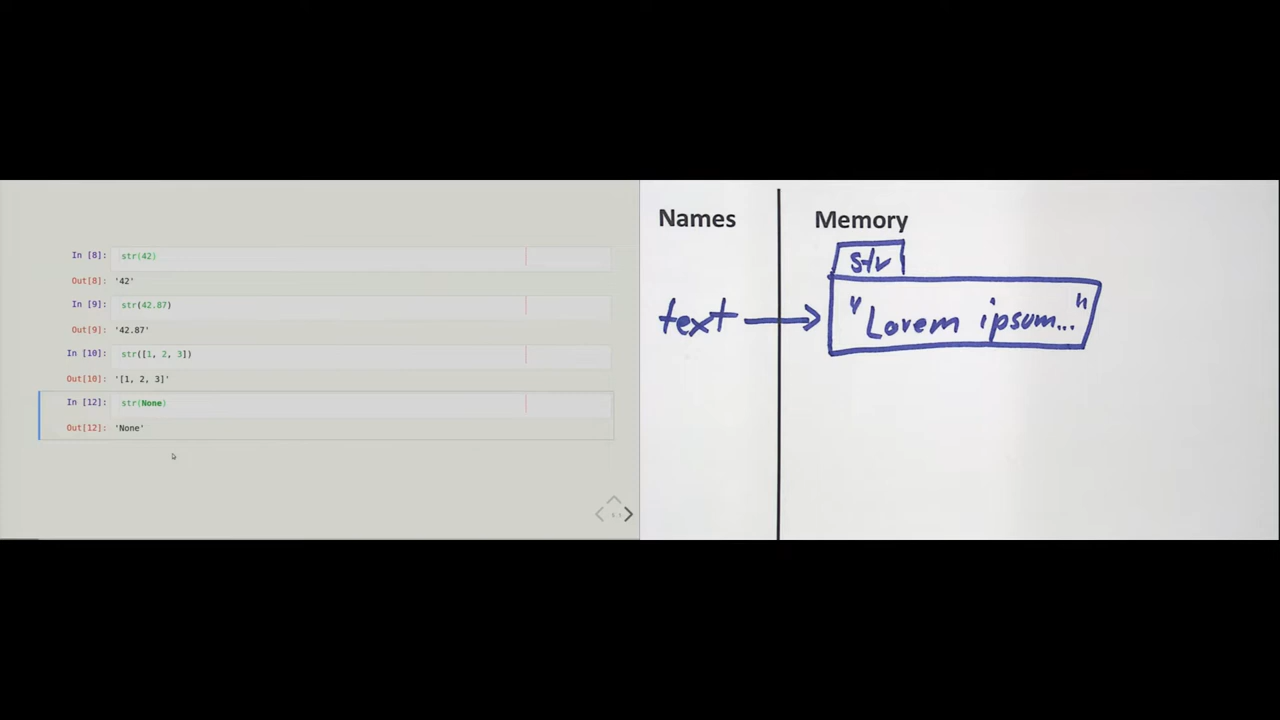 In [8]: str(42)
Out[8]: '42'
In [9]: str(42.87)
Out[9]: '42.87'
In [10]: str([1, 2, 3])
Out[10]: '[1, 2, 3]'
In [12]: str(None)
Out[12]: 'None'
Names
Memory
str
text
"Lorem ipsum..."